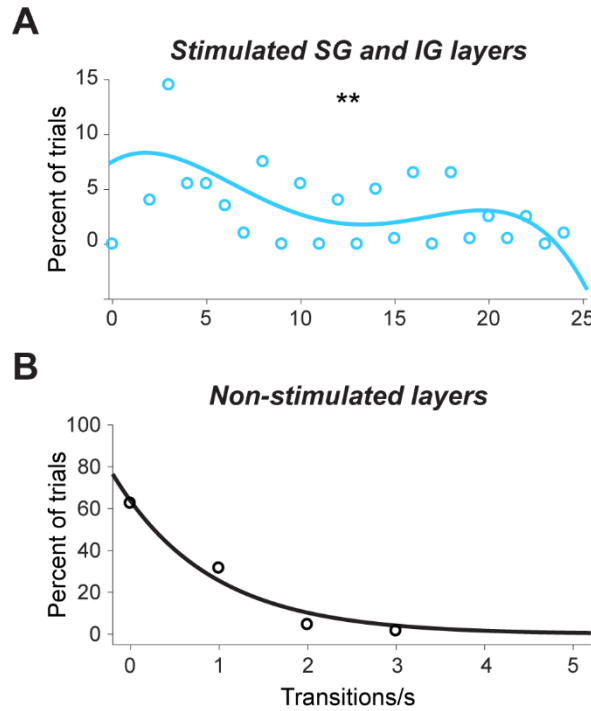 A
Stimulated SG and IG layers
**
Percent of trials
15
10
5
0
0 5 10 15 20 25
B
Non-stimulated layers
Percent of trials
100
80
60
40
20
0
0 1 2 3 4 5
Transitions/s